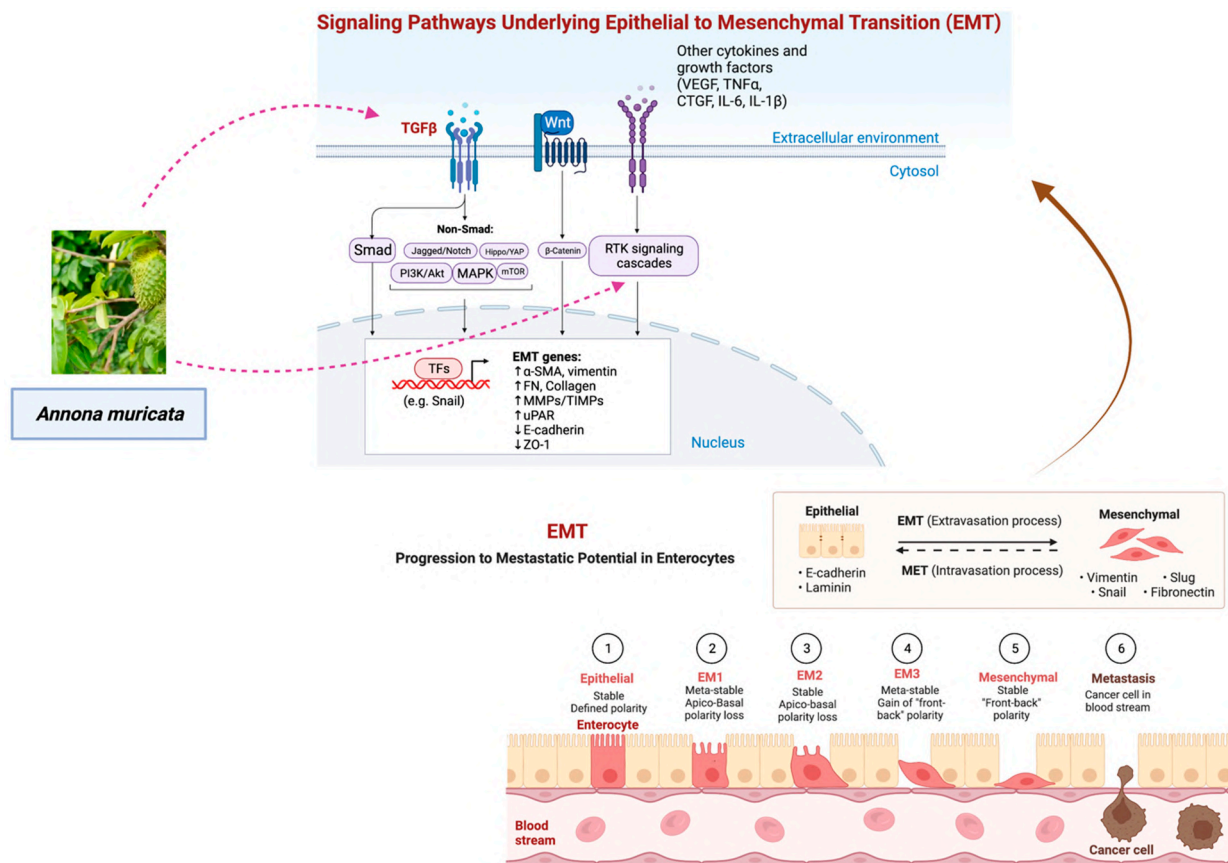 Signaling Pathways Underlying Epithelial to Mesenchymal Transition (EMT)
Other cytokines and
growth factors
(VEGF, TNFα,
CTGF, IL-6, IL-1β)
TGFβ
Wnt
Extracellular environment
Cytosol
Non-Smad:
Smad
Jagged/Notch
Hippo/YAP
PI3K/Akt
MAPK
mTOR
β-Catenin
RTK signaling
cascades
TFs
(e.g. Snail)
EMT genes:
↑α-SMA, vimentin
↑FN, Collagen
↑MMPs/TIMPs
↑uPAR
↓E-cadherin
↓ZO-1
Nucleus
Annona muricata
EMT
Progression to Mestastatic Potential in Enterocytes
Epithelial
• E-cadherin
• Laminin
EMT (Extravasation process)
MET (Intravasation process)
Mesenchymal
• Vimentin • Slug
• Snail • Fibronectin
1
Epithelial
Stable
Defined polarity
Enterocyte
2
EM1
Meta-stable
Apico-Basal
polarity loss
3
EM2
Stable
Apico-basal
polarity loss
4
EM3
Meta-stable
Gain of "front-
back" polarity
5
Mesenchymal
Stable
"Front-back"
polarity
6
Metastasis
Cancer cell in
blood stream
Blood
stream
Cancer cell